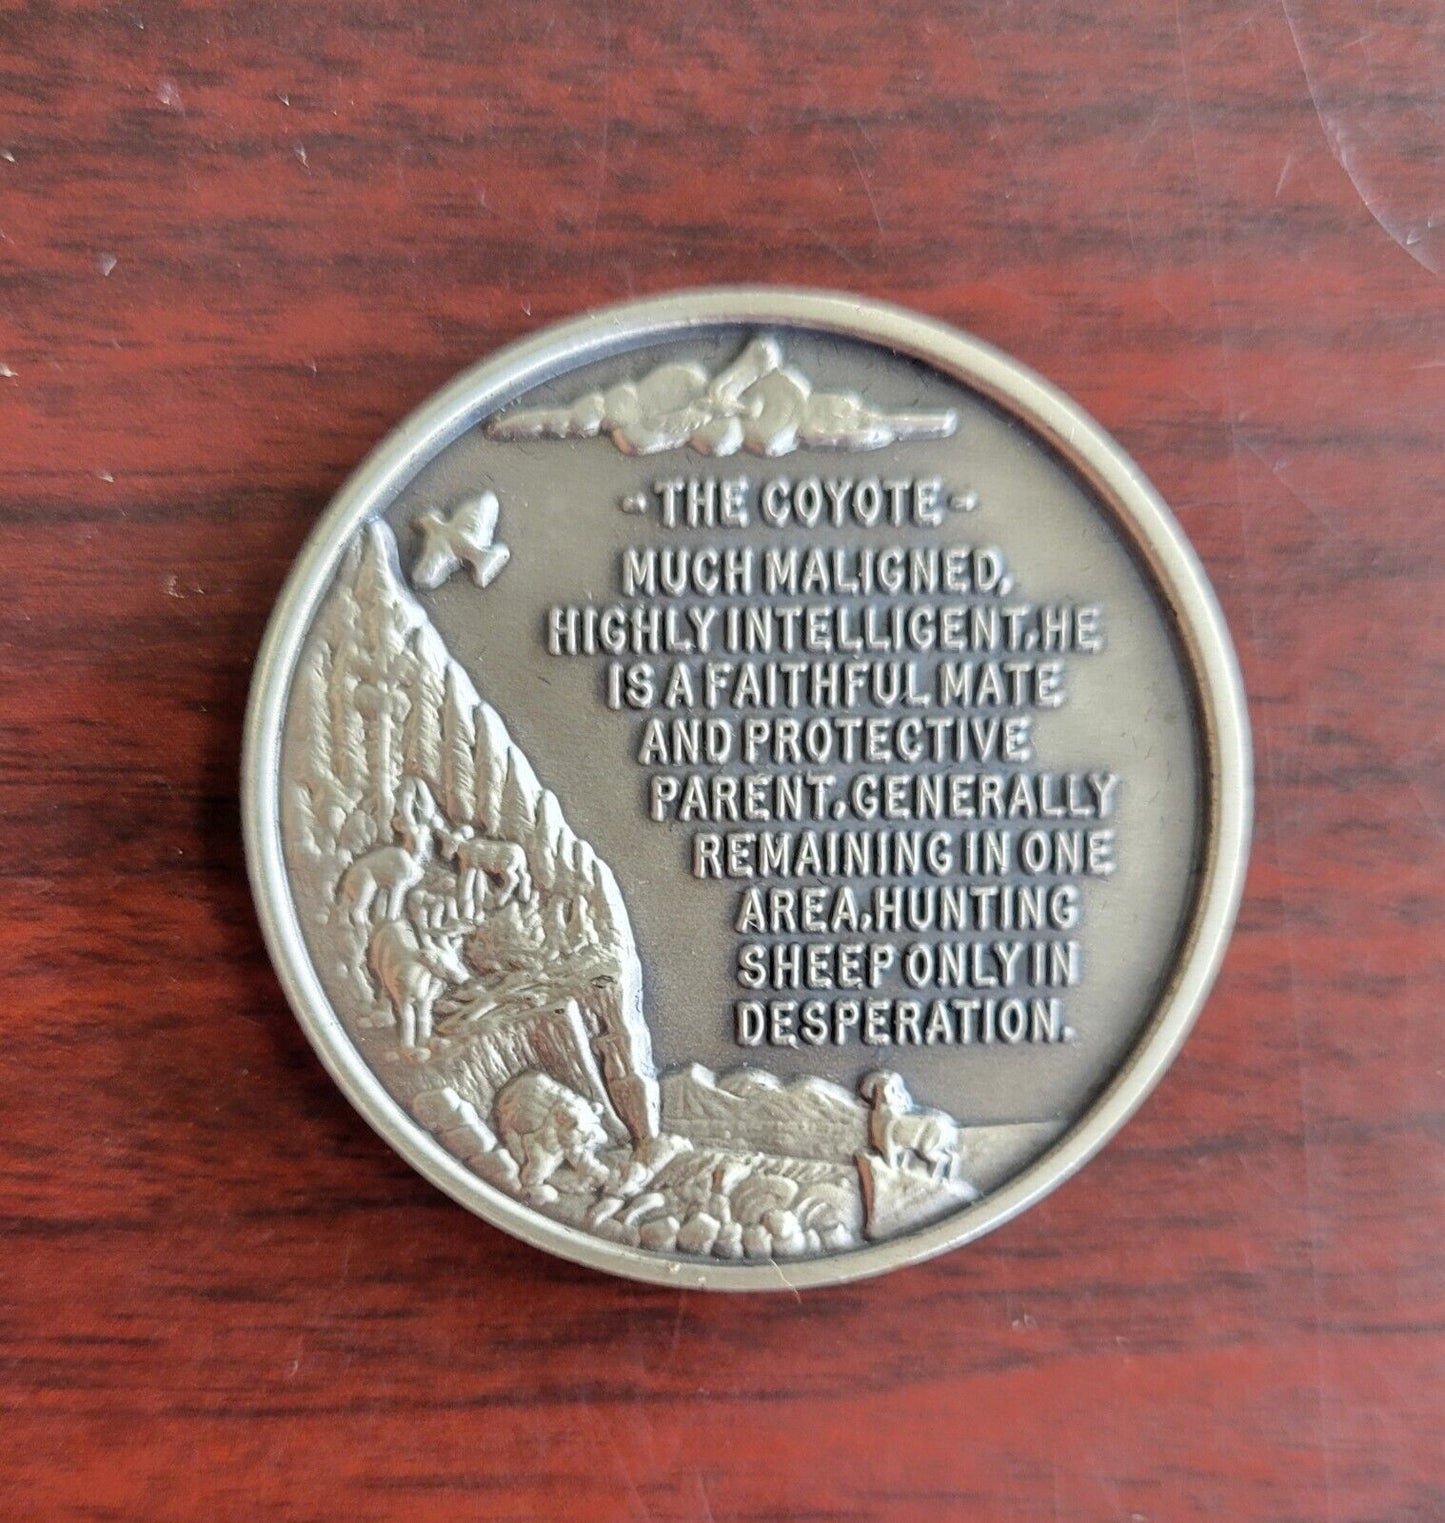 - THE COYOTE -
MUCH MALIGNED,
HIGHLY INTELLIGENT, HE
IS A FAITHFUL MATE
AND PROTECTIVE
PARENT, GENERALLY
REMAINING IN ONE
AREA, HUNTING
SHEEP ONLY IN
DESPERATION.